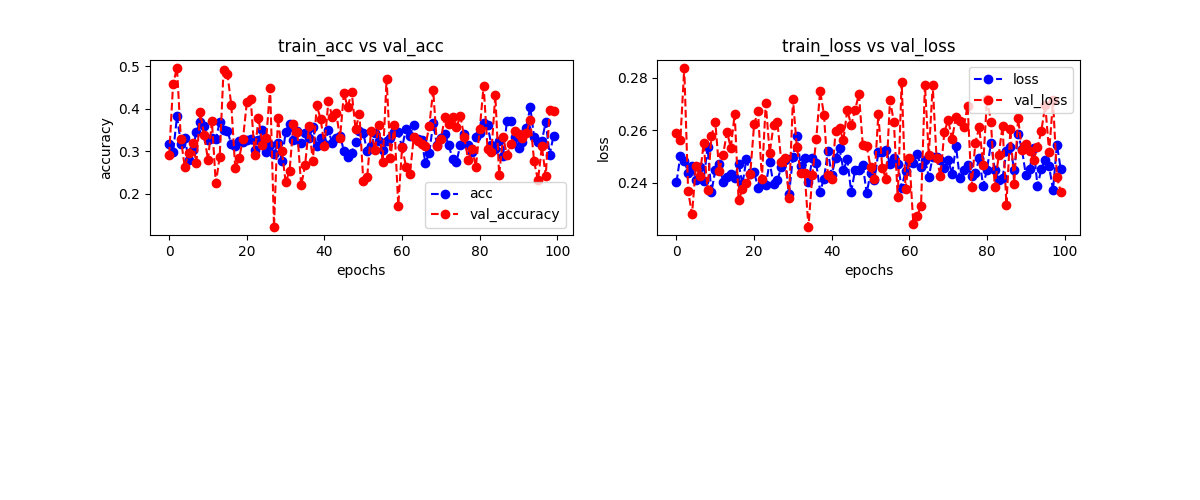 train_acc vs val_acc
0.5
0.4
0.3
0.2
accuracy
acc
val_accuracy
0 20 40 60 80 100
epochs
train_loss vs val_loss
0.28
0.26
0.24
loss
loss
val_loss
0 20 40 60 80 100
epochs